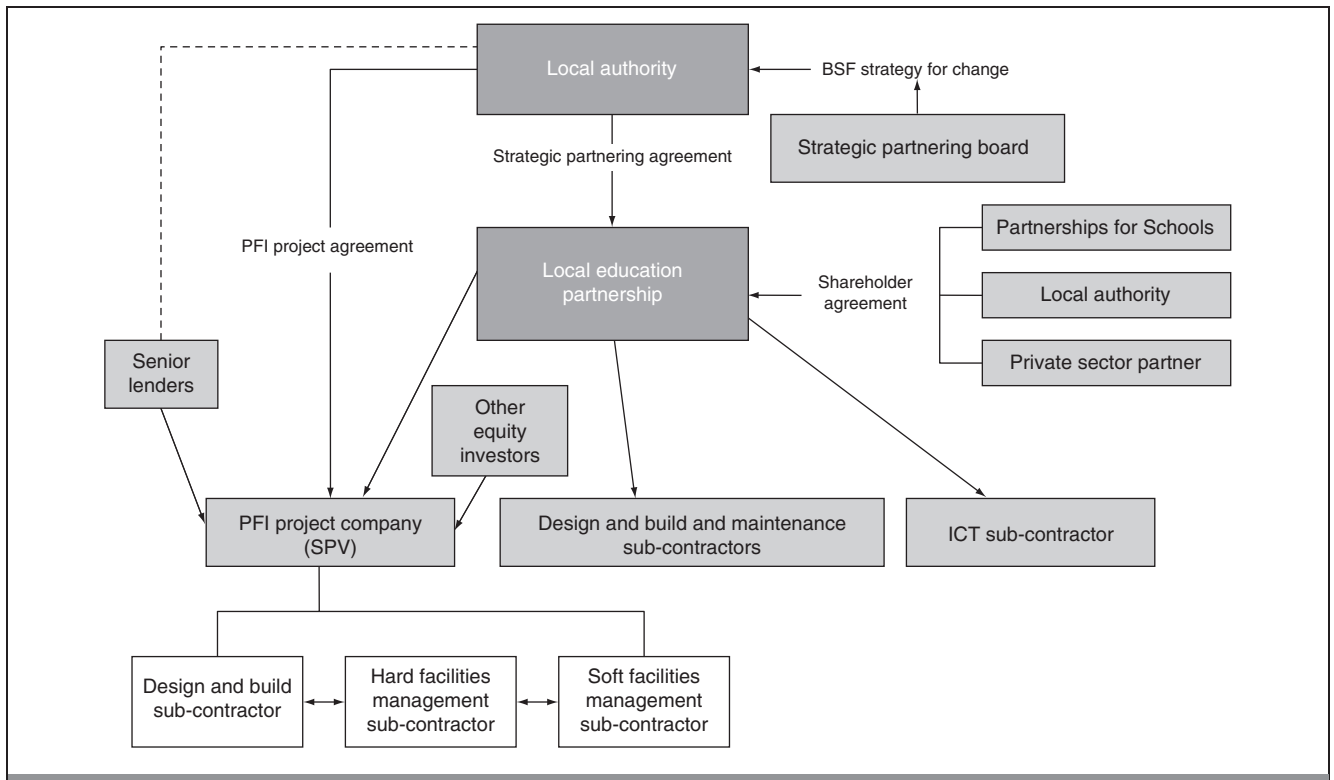 Local authority
BSF strategy for change
Strategic partnering board
Strategic partnering agreement
PFI project agreement
Local education
partnership
Shareholder
agreement
Partnerships for Schools
Local authority
Private sector partner
Senior
lenders
Other
equity
investors
PFI project company
(SPV)
Design and build and maintenance
sub-contractors
ICT sub-contractor
Design and build
sub-contractor
Hard facilities
management
sub-contractor
Soft facilities
management
sub-contractor